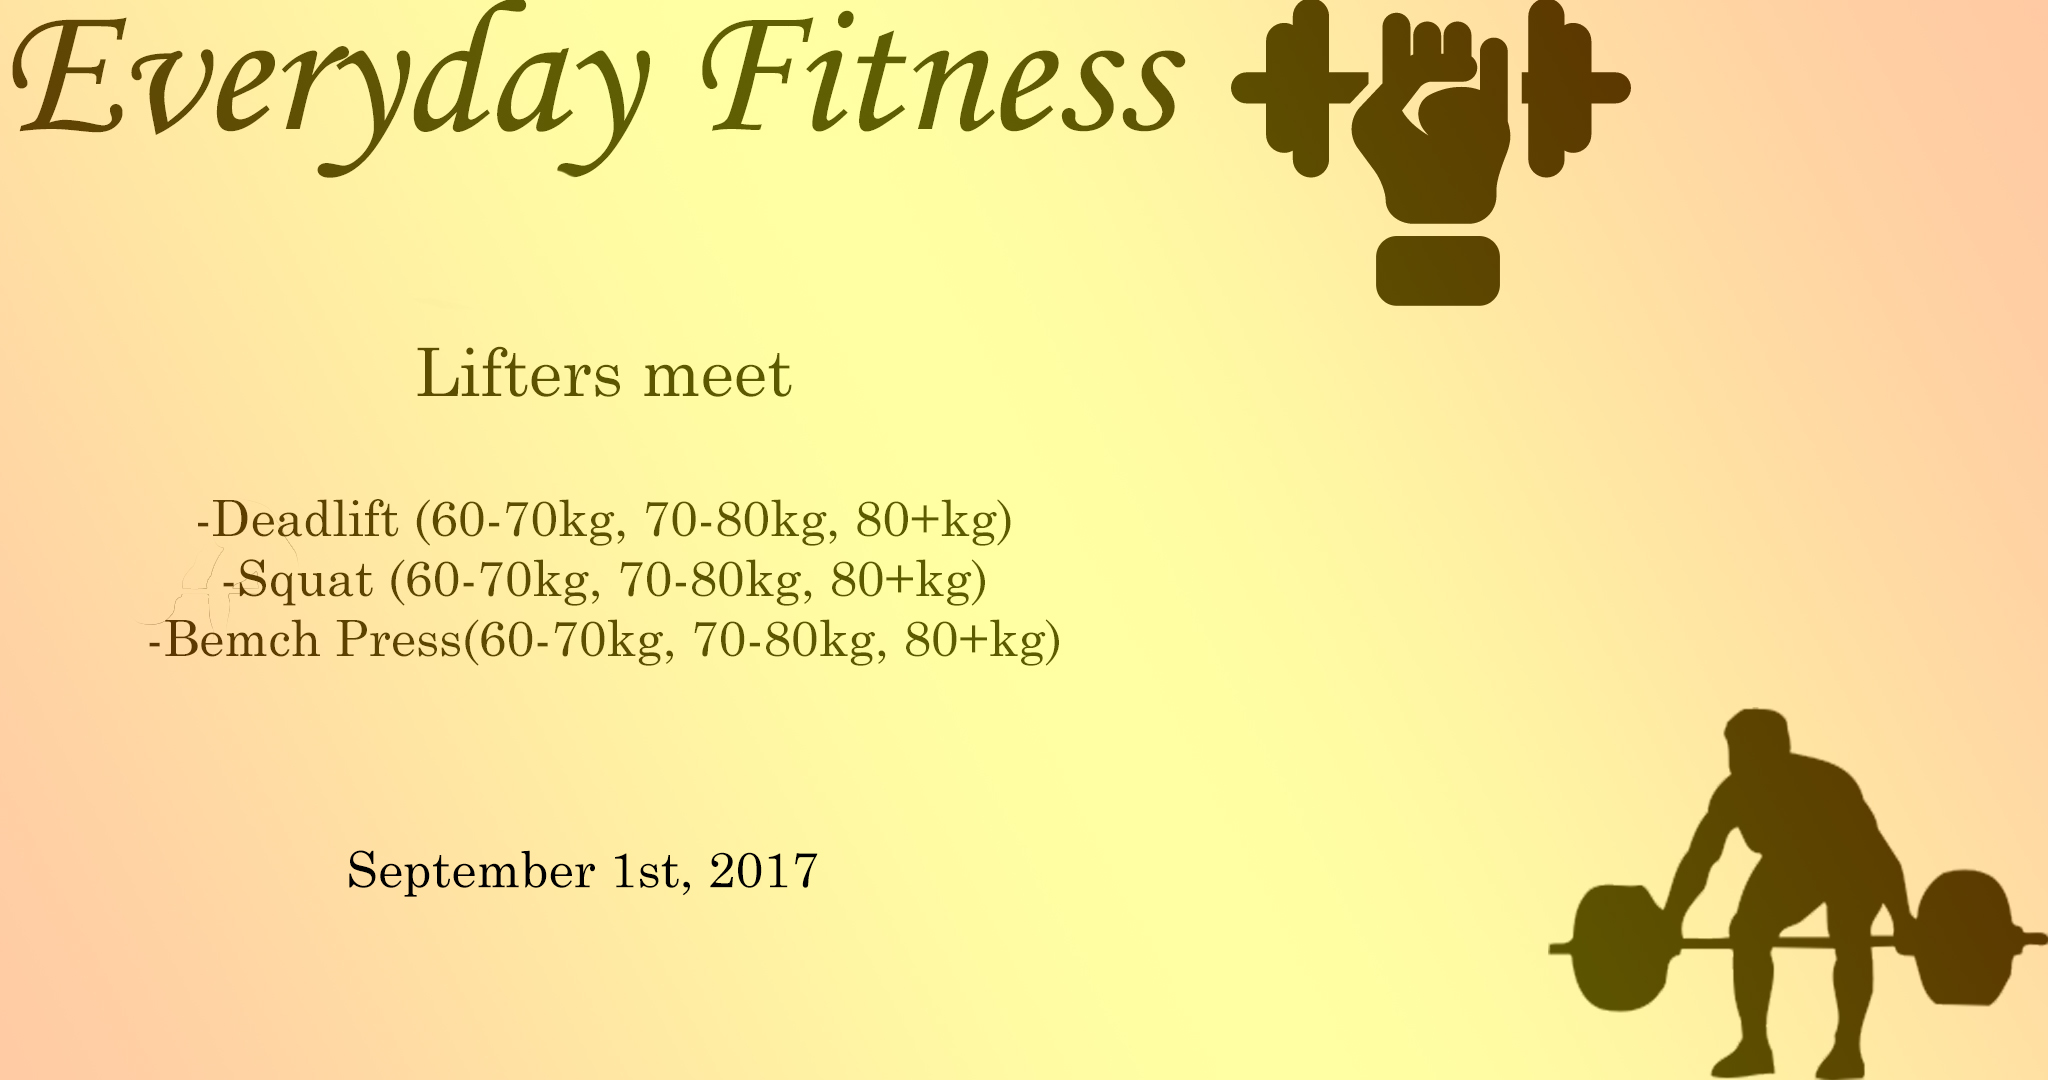 Everyday Fitness
Lifters meet
-Deadlift (60-70kg, 70-80kg, 80+kg)
-Squat (60-70kg, 70-80kg, 80+kg)
-Bemch Press(60-70kg, 70-80kg, 80+kg)
September 1st, 2017